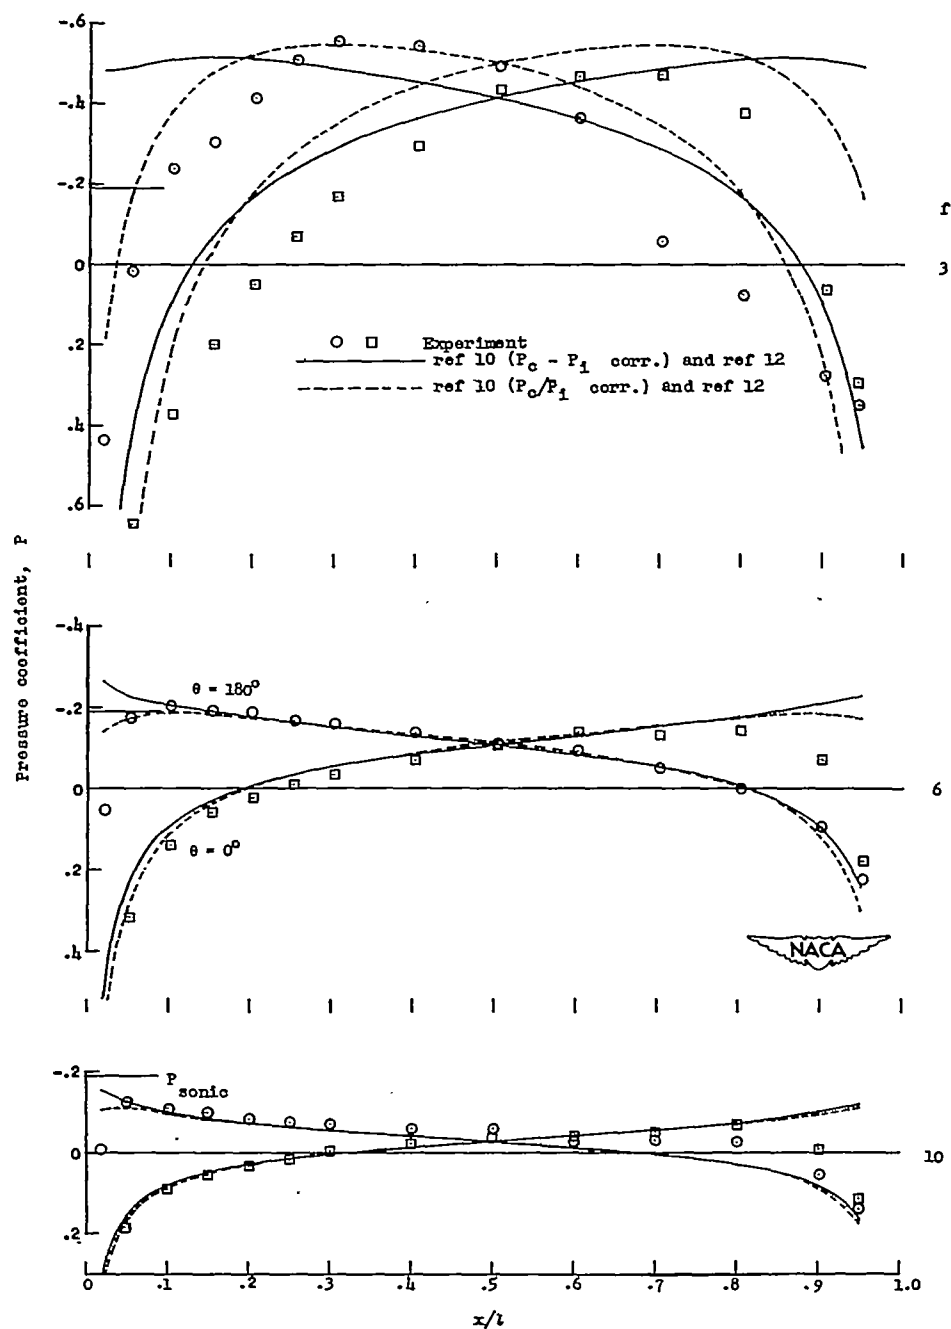 -.6
-.4
-.2
f
0
3
Experiment
ref 10 (Pc - Pi corr.) and ref 12
.2
ref 10 (Pc/Pi corr.) and ref 12
.4
.6
Pressure coefficient, P
-.4
θ = 180°
-.2
0
6
θ = 0°
.2
.4
NACA
-.2
Psonic
0
10
.2
0 .1 .2 .3 .4 .5 .6 .7 .8 .9 1.0
x/l